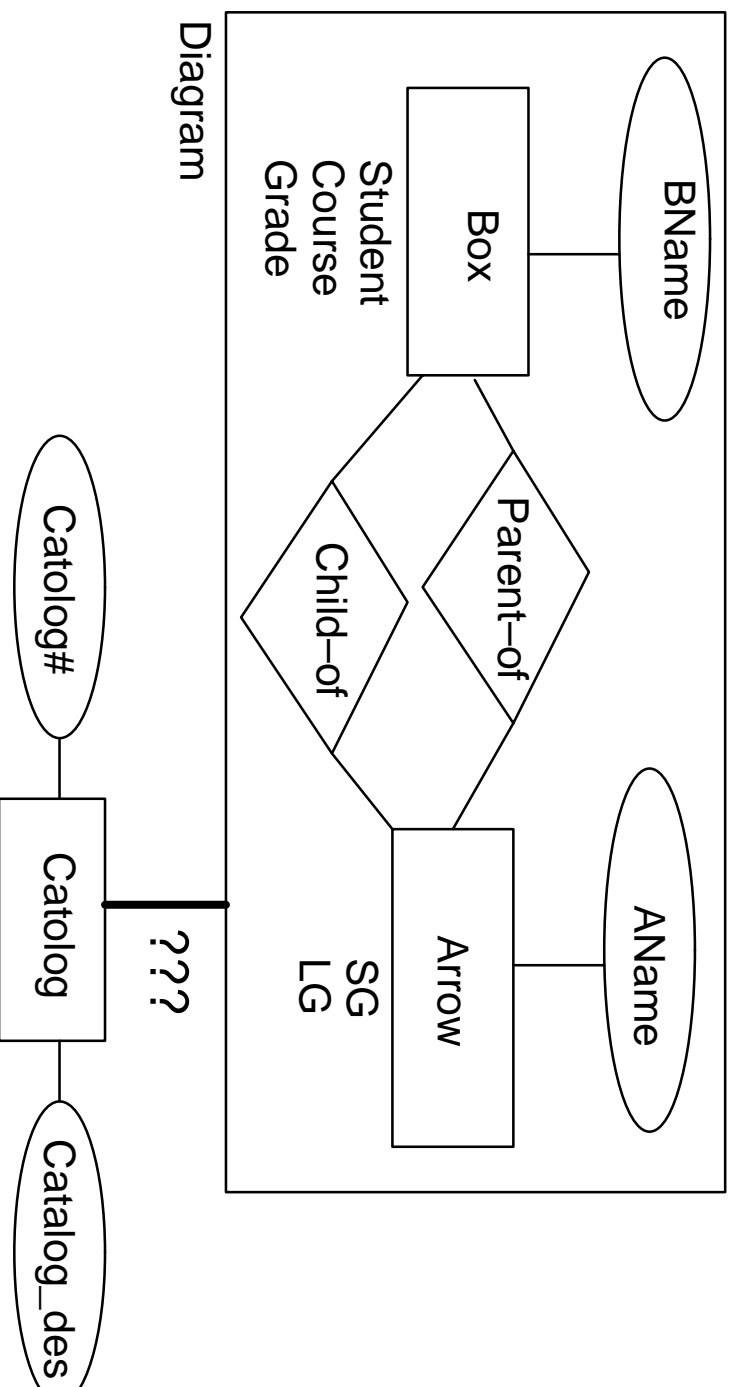 BName
AName
Box
Parent–of
Arrow
Student
Course
Grade
Child–of
SG
LG
Diagram
???
Catolog#
Catolog
Catalog_des